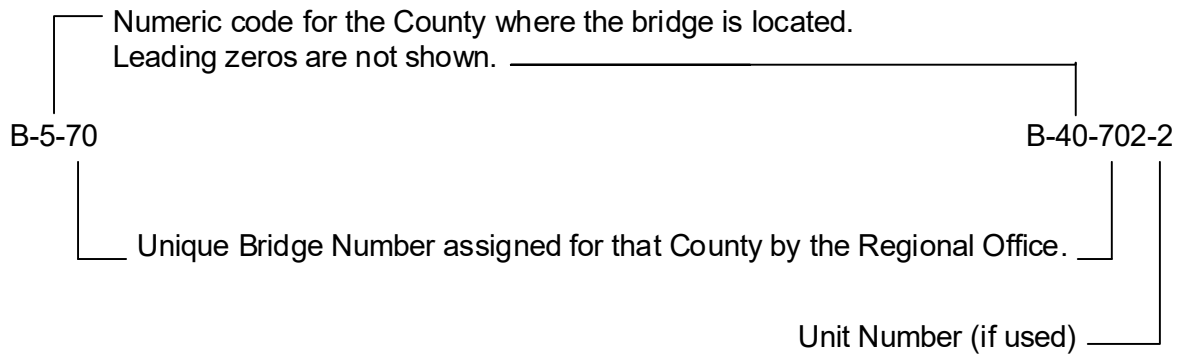 Numeric code for the County where the bridge is located.
Leading zeros are not shown.
B-5-70
B-40-702-2
Unique Bridge Number assigned for that County by the Regional Office.
Unit Number (if used)